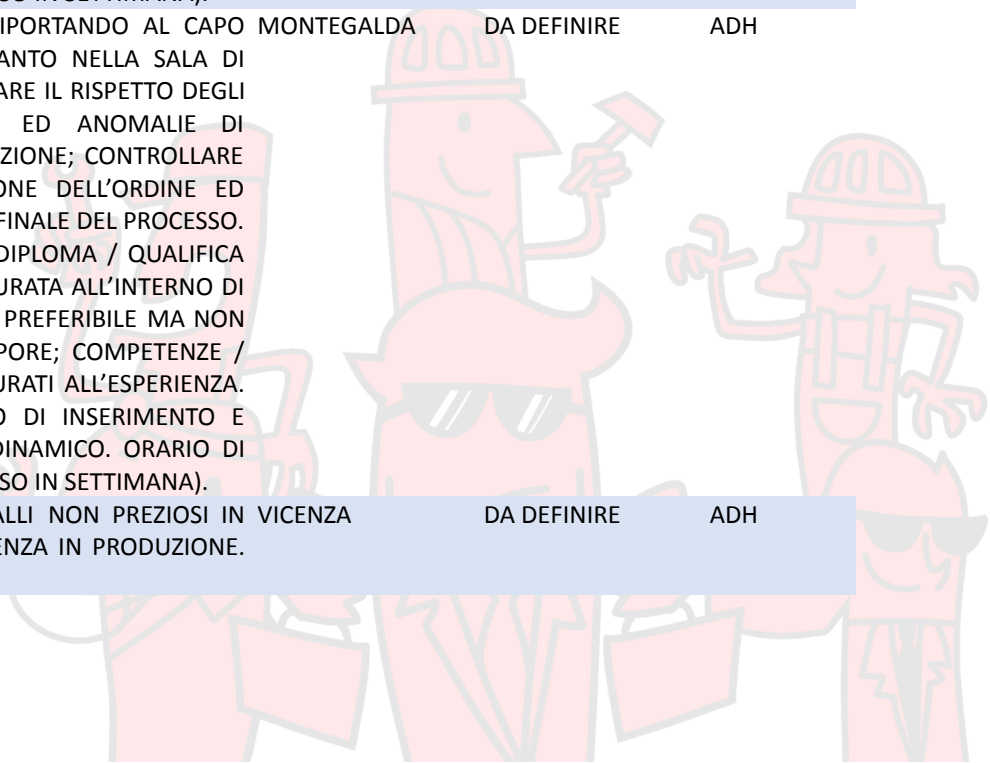 IPORTANDO AL CAPO MONTEGALDA DA DEFINIRE ADH
ANTO NELLA SALA DI
ARE IL RISPETTO DEGLI
ED ANOMALIE DI
ZIONE; CONTROLLARE
ONE DELL'ORDINE ED
FINALE DEL PROCESSO.
DIPLOMA / QUALIFICA
URATA ALL'INTERNO DI
PREFERIBILE MA NON
PORE; COMPETENZE /
URATI ALL'ESPERIENZA.
O DI INSERIMENTO E
DINAMICO. ORARIO DI
SO IN SETTIMANA).
ALLI NON PREZIOSI IN VICENZA DA DEFINIRE ADH
ENZA IN PRODUZIONE.